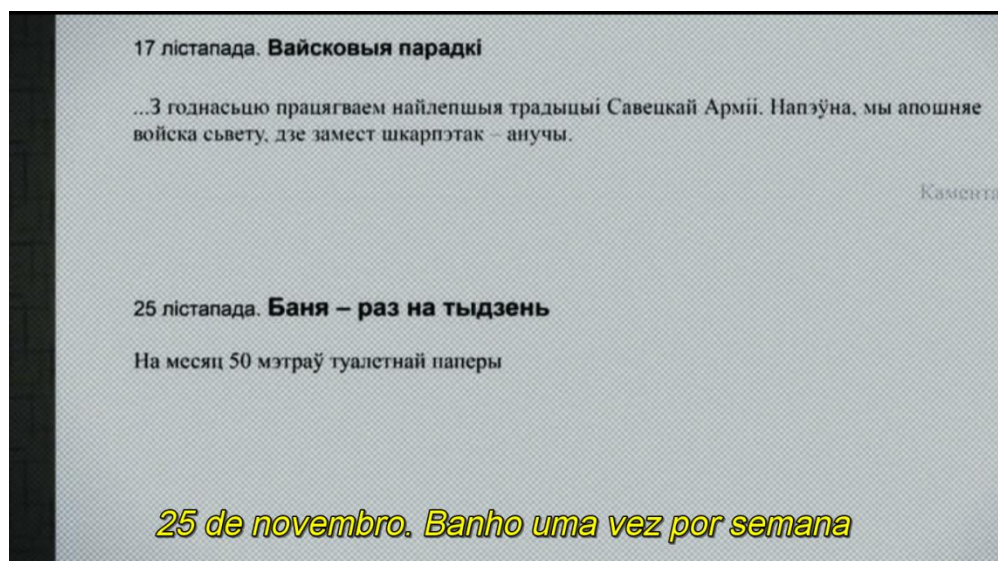 17 лістапада. Вайсковыя парадкі
...З годнасьцю працягваем найлепшыя традыцыі Савецкай Арміі. Напэўна, мы апошняе
войска сьвету, дзе замест шкарпэтак – анучы.
Камента
25 лістапада. Баня – раз на тыдзень
На месяц 50 мэтраў туалетнай паперы
25 de novembro. Banho uma vez por semana